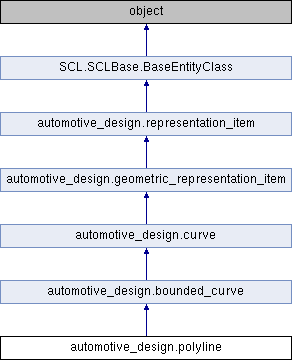 object
SCL.SCLBase.BaseEntityClass
automotive_design.representation_item
automotive_design.geometric_representation_item
automotive_design.curve
automotive_design.bounded_curve
automotive_design.polyline